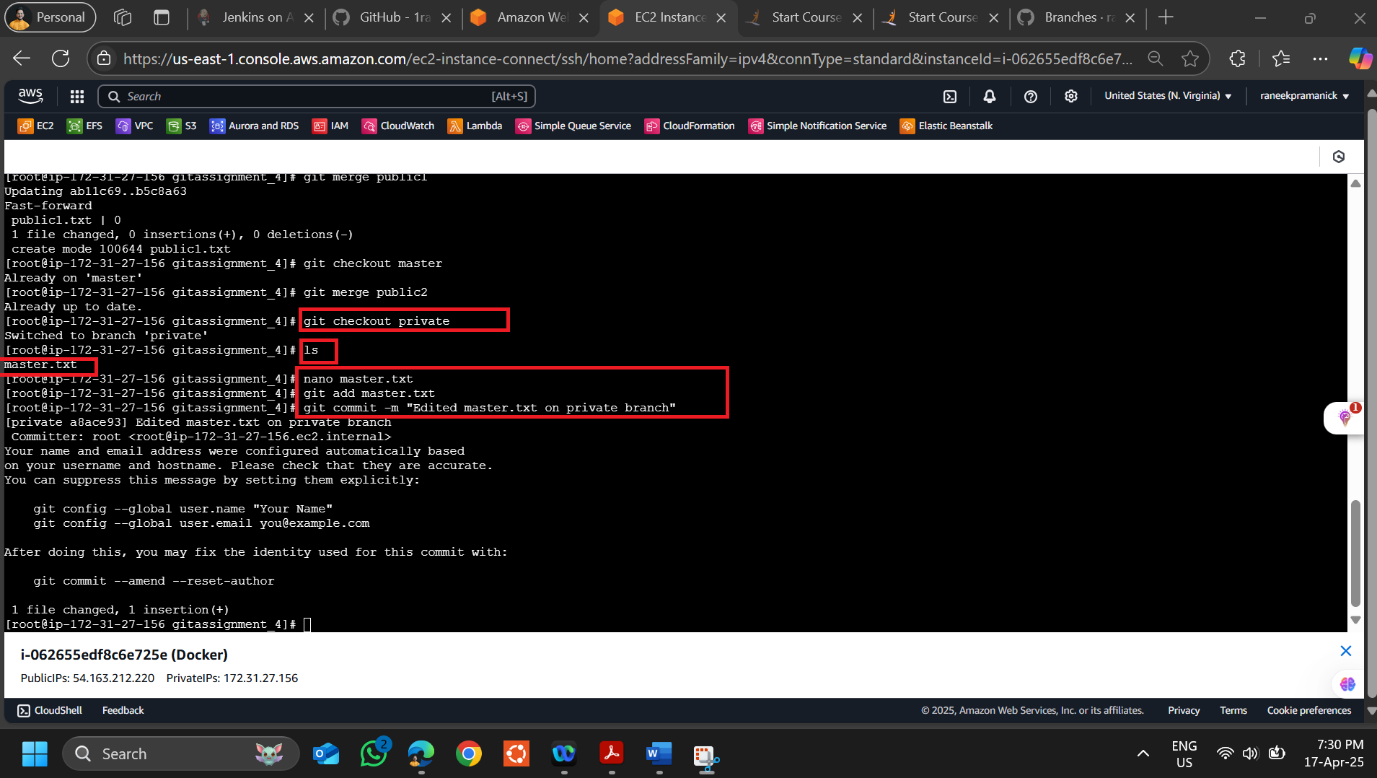 Personal
Jenkins on A
GitHub - 1ra
Amazon We
EC2 Instance
Start Course
Start Course
Branches · ra
https://us-east-1.console.aws.amazon.com/ec2-instance-connect/ssh/home?addressFamily=ipv4&connType=standard&instanceId=i-062655edf8c6e7...
aws
Search
[Alt+S]
United States (N. Virginia)
raneekpramanick
EC2
EFS
VPC
S3
Aurora and RDS
IAM
CloudWatch
Lambda
Simple Queue Service
CloudFormation
Simple Notification Service
Elastic Beanstalk
[root@ip-172-31-27-156 gitassignment_4]# git merge public1
Updating ab11c69..b5c8a63
Fast-forward
public1.txt | 0
1 file changed, 0 insertions(+), 0 deletions(-)
create mode 100644 public1.txt
[root@ip-172-31-27-156 gitassignment_4]# git checkout master
Already on 'master'
[root@ip-172-31-27-156 gitassignment_4]# git merge public2
Already up to date.
[root@ip-172-31-27-156 gitassignment_4]# git checkout private
Switched to branch 'private'
[root@ip-172-31-27-156 gitassignment_4]# ls
master.txt
[root@ip-172-31-27-156 gitassignment_4]# nano master.txt
[root@ip-172-31-27-156 gitassignment_4]# git add master.txt
[root@ip-172-31-27-156 gitassignment_4]# git commit -m "Edited master.txt on private branch"
[private a8ace93] Edited master.txt on private branch
Committer: root <root@ip-172-31-27-156.ec2.internal>
Your name and email address were configured automatically based
on your username and hostname. Please check that they are accurate.
You can suppress this message by setting them explicitly:
git config --global user.name "Your Name"
git config --global user.email you@example.com
After doing this, you may fix the identity used for this commit with:
git commit --amend --reset-author
1 file changed, 1 insertion(+)
[root@ip-172-31-27-156 gitassignment_4]#
1
i-062655edf8c6e725e (Docker)
PublicIPs: 54.163.212.220 PrivateIPs: 172.31.27.156
CloudShell
Feedback
© 2025, Amazon Web Services, Inc. or its affiliates.
Privacy
Terms
Cookie preferences
Search
2
ENG
US
7:30 PM
17-Apr-25